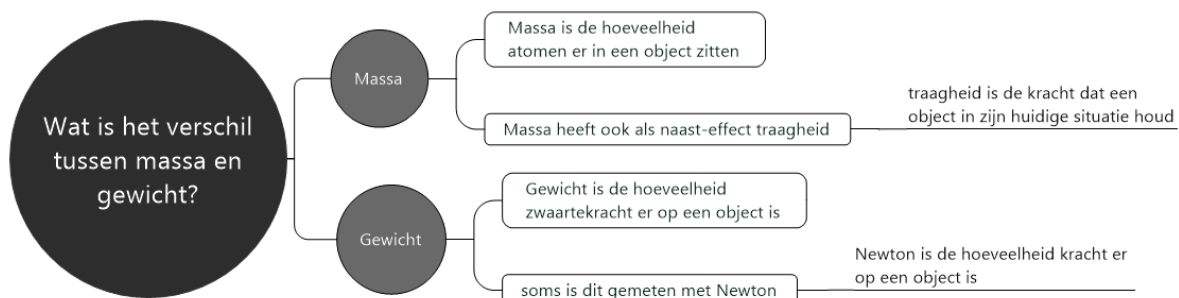 Wat is het verschil
tussen massa en
gewicht?
Massa
Massa is de hoeveelheid
atomen er in een object zitten
Massa heeft ook als naast-effect traagheid
traagheid is de kracht dat een
object in zijn huidige situatie houd
Gewicht
Gewicht is de hoeveelheid
zwaartekracht er op een object is
soms is dit gemeten met Newton
Newton is de hoeveelheid kracht er
op een object is